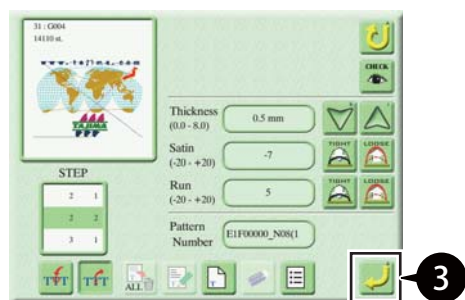 31 : G004
14110 st.
www.tajima.com
TAJIMA
CHECK
Thickness
(0.0 - 8.0)
0.5 mm
Satin
(-20 - +20)
-7
TIGHT
LOOSE
Run
(-20 - +20)
5
TIGHT
LOOSE
Pattern
Number
E1F00000_N08(1
STEP
2 1
2 2
3 1
ALL
3